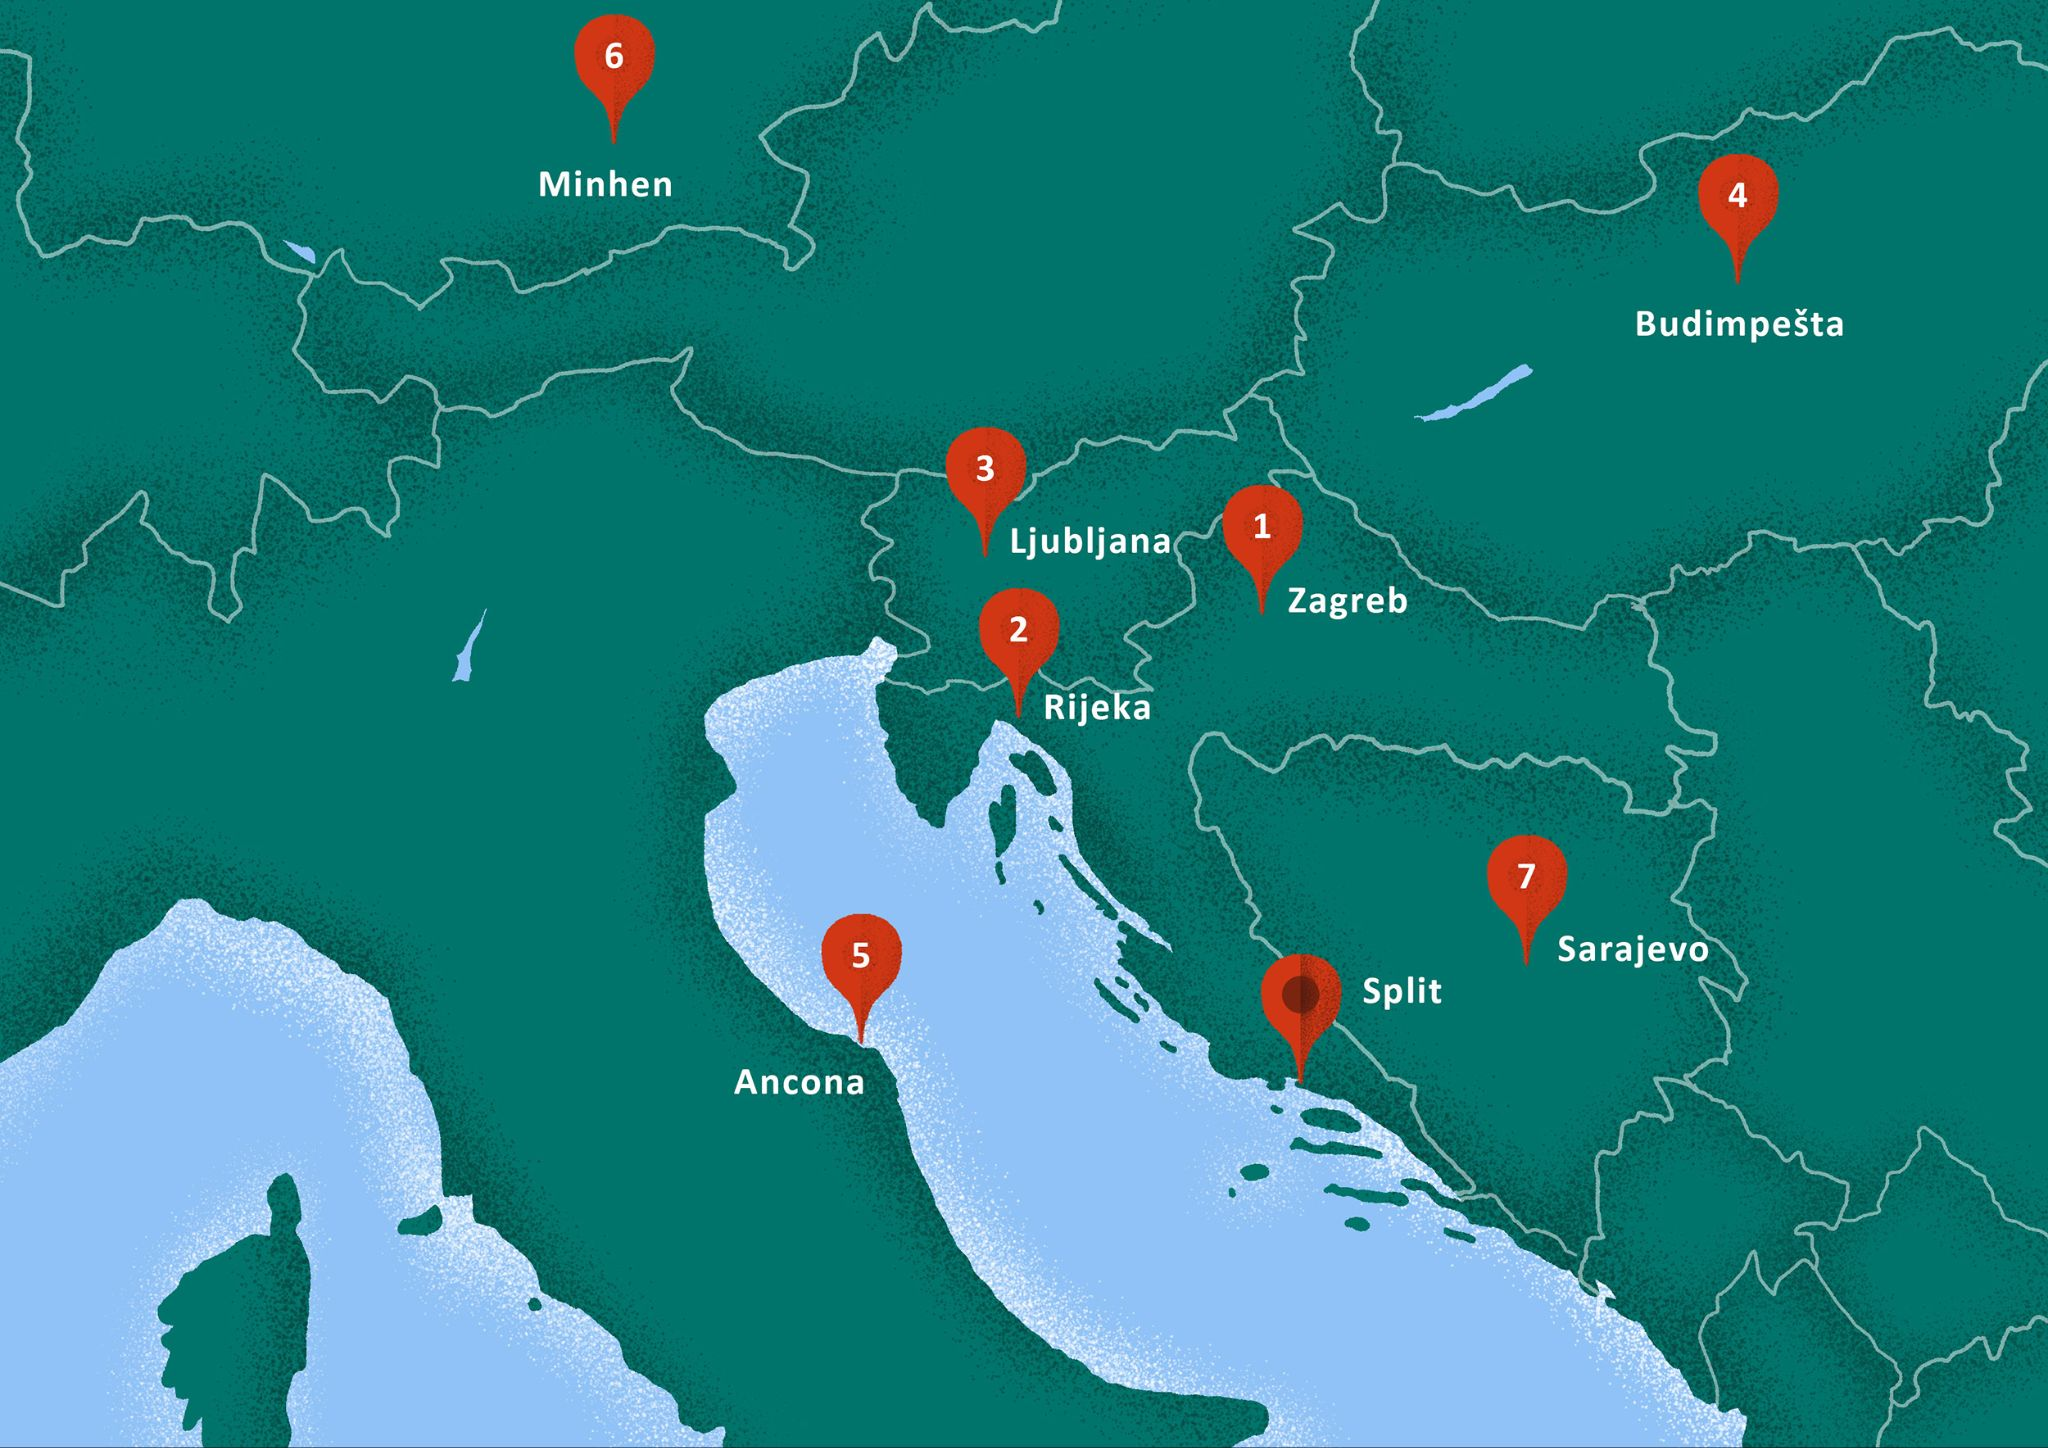 6
Minhen
4
Budimpešta
3
Ljubljana
1
Zagreb
2
Rijeka
7
Sarajevo
5
Ancona
Split